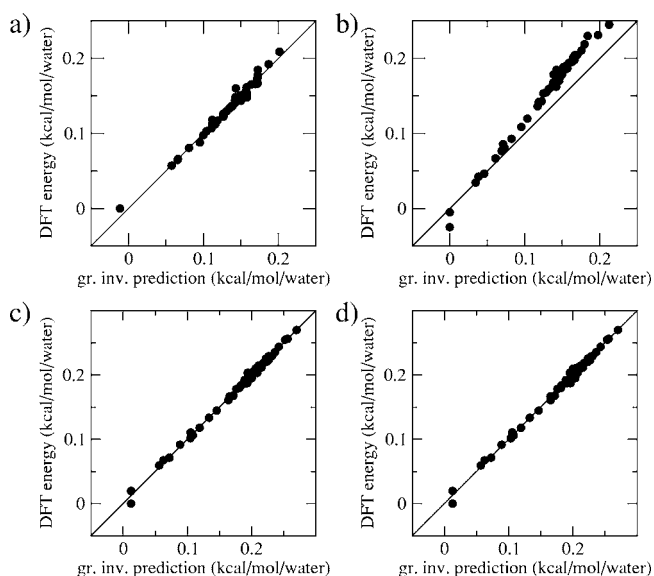 a)
DFT energy (kcal/mol/water)
0.2
0.1
0
0
0.1
0.2
gr. inv. prediction (kcal/mol/water)
b)
DFT energy (kcal/mol/water)
0.2
0.1
0
0
0.1
0.2
gr. inv. prediction (kcal/mol/water)
c)
DFT energy (kcal/mol/water)
0.2
0.1
0
0
0.1
0.2
gr. inv. prediction (kcal/mol/water)
d)
DFT energy (kcal/mol/water)
0.2
0.1
0
0
0.1
0.2
gr. inv. prediction (kcal/mol/water)